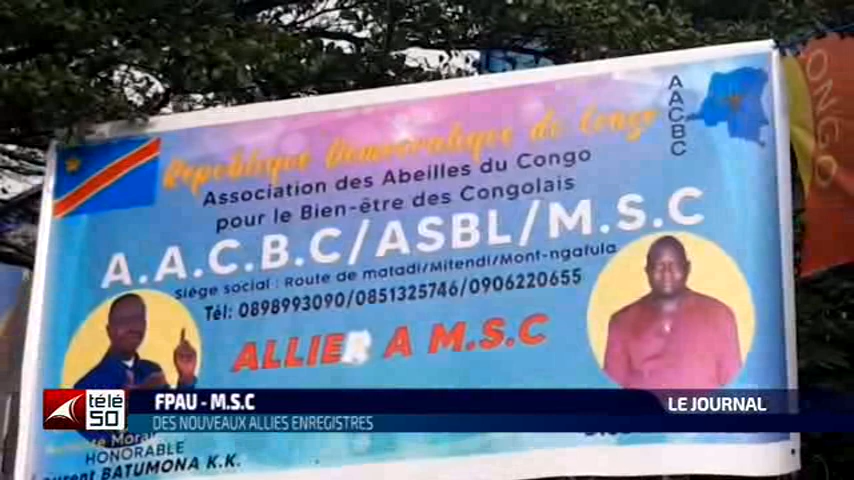 République Démocratique du Congo
AACBC
Association des Abeilles du Congo
pour le Bien-être des Congolais
A.A.C.B.C/ASBL/M.S.C
Siège social : Route de matadi/Mitendi/Mont-ngafula
Tél: 0898993090/0851325746/0906220655
ALLIER A M.S.C
ONGO
télé
50
FPAU - M.S.C
DES NOUVEAUX ALLIES ENREGISTRES
LE JOURNAL
HONORABLE
BATUMONA K.K.